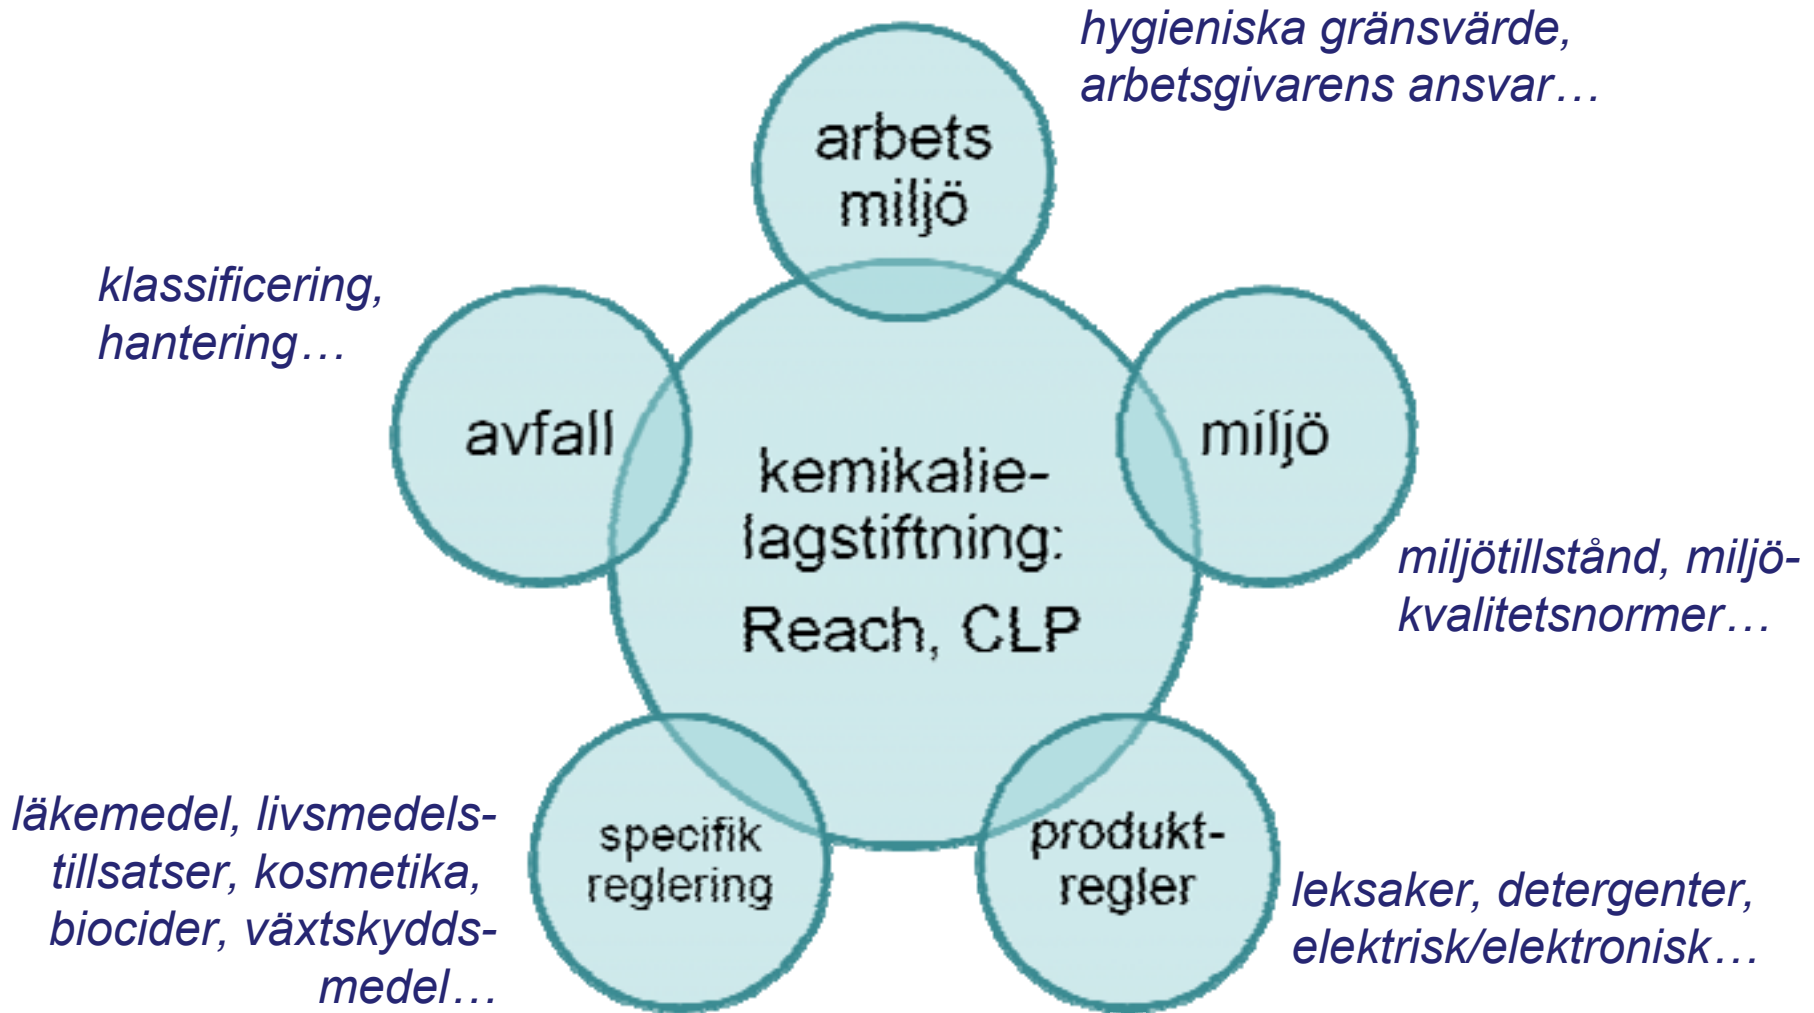 hygieniska gränsvärde,
arbetsgivarens ansvar…
arbets
miljö
klassificering,
hantering…
avfall
miljö
kemikalie-
lagstiftning:
Reach, CLP
miljötillstånd, miljö-
kvalitetsnormer…
läkemedel, livsmedels-
tillsatser, kosmetika,
biocider, växtskydds-
medel…
specifik
reglering
produkt-
regler
leksaker, detergenter,
elektrisk/elektronisk…